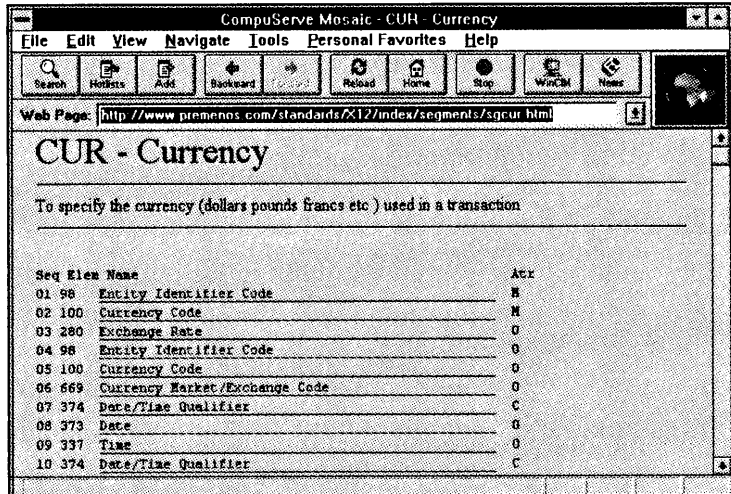 CompuServe Mosaic - CUR - Currency
File Edit View Navigate Tools Personal Favorites Help
Search Hotlists Add Backward Reload Home Stop WinCIM News
Web Page: http://www.premenos.com/standards/X12/index/segments/sgcur.html
CUR - Currency
To specify the currency (dollars pounds francs etc ) used in a transaction
Seq Elem Name Atr
01 98 Entity Identifier Code M
02 100 Currency Code M
03 280 Exchange Rate O
04 98 Entity Identifier Code O
05 100 Currency Code O
06 669 Currency Market/Exchange Code O
07 374 Date/Time Qualifier C
08 373 Date O
09 337 Time O
10 374 Date/Time Qualifier C